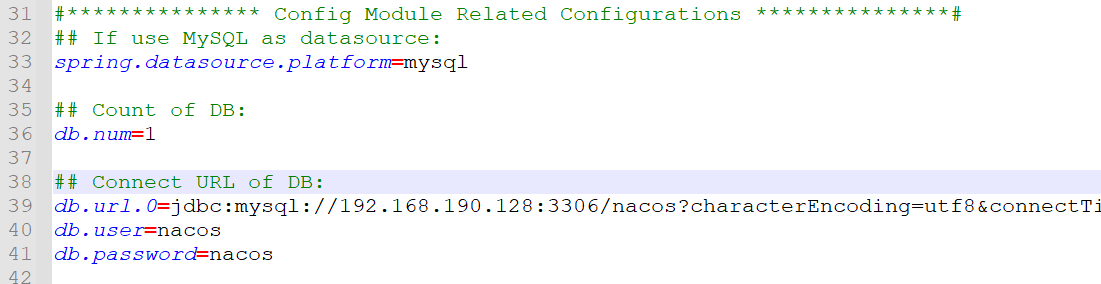 31 #*************** Config Module Related Configurations ***************#
32 ## If use MySQL as datasource:
33 spring.datasource.platform=mysql
34
35 ## Count of DB:
36 db.num=1
37
38 ## Connect URL of DB:
39 db.url.0=jdbc:mysql://192.168.190.128:3306/nacos?characterEncoding=utf8&connectTi
40 db.user=nacos
41 db.password=nacos
42